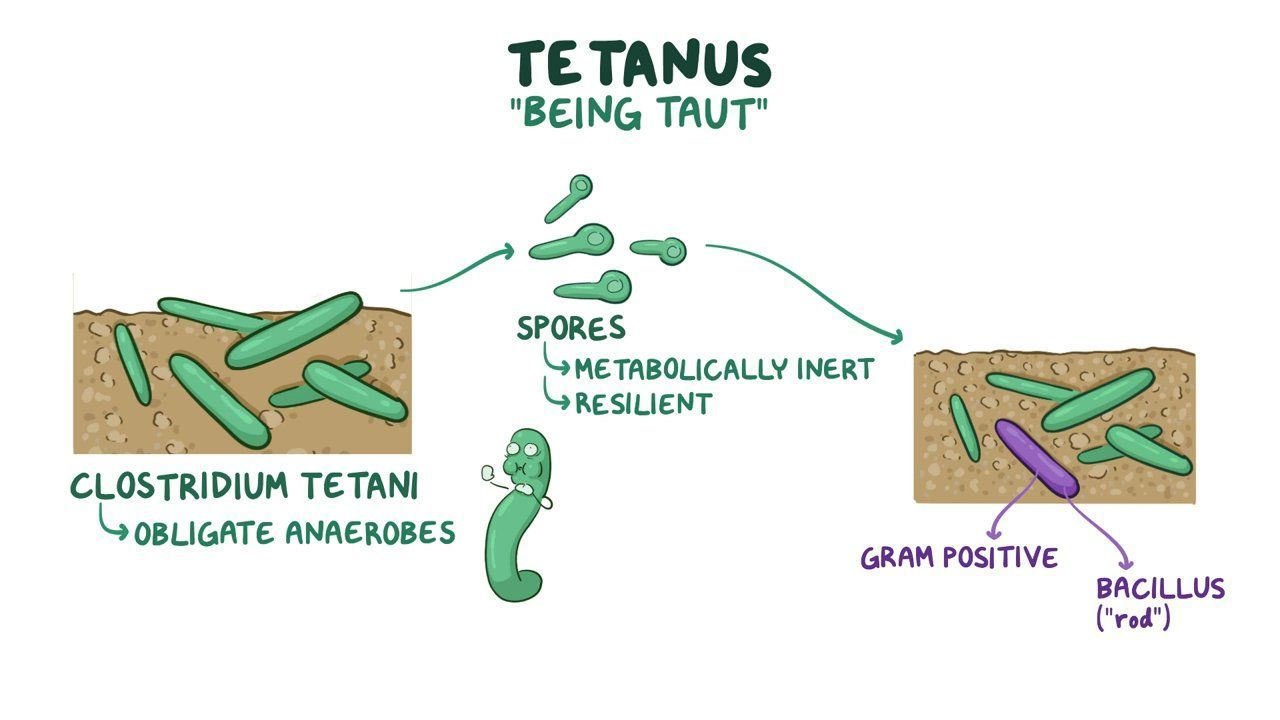 TETANUS
"BEING TAUT"
SPORES
METABOLICALLY INERT
RESILIENT
CLOSTRIDIUM TETANI
OBLIGATE ANAEROBES
GRAM POSITIVE
BACILLUS
("rod")